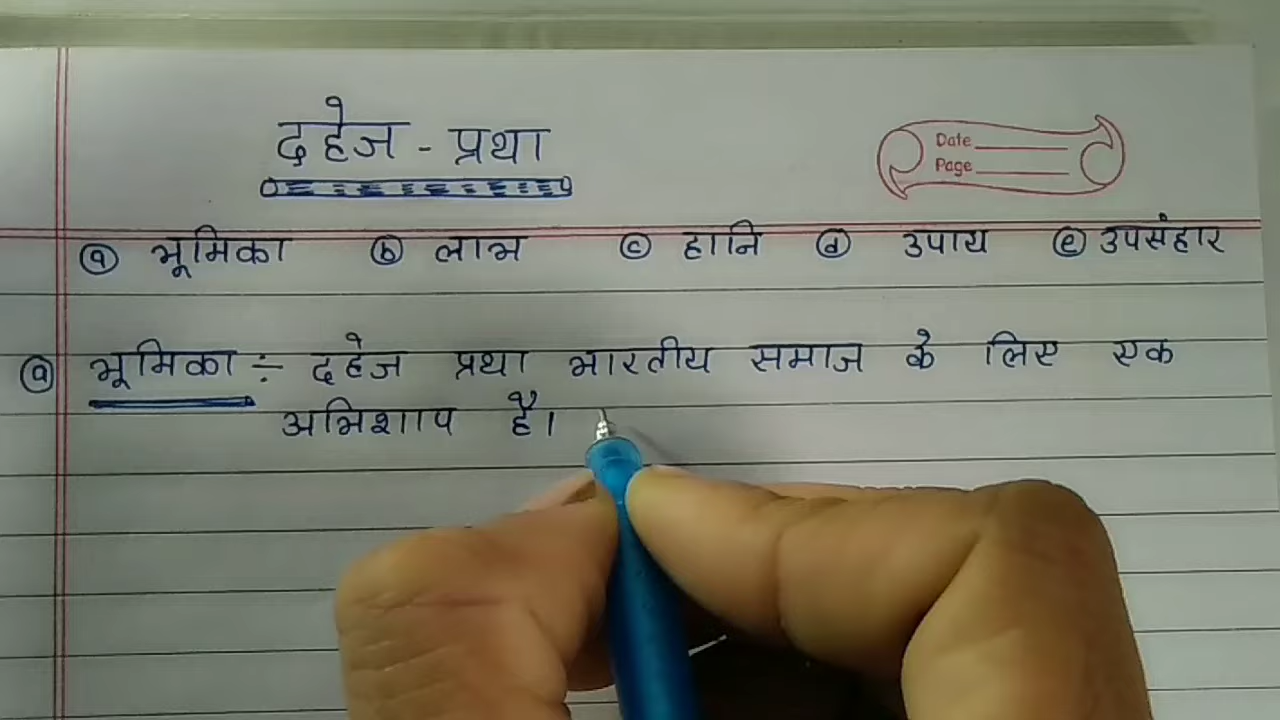 दहेज - प्रथा
Date
Page
ⓐ भूमिका ⓑ लाभ ⓒ हानि ⓓ उपाय ⓔ उपसंहार
ⓐ भूमिका ÷ दहेज प्रथा भारतीय समाज के लिए एक
अभिशाप है।